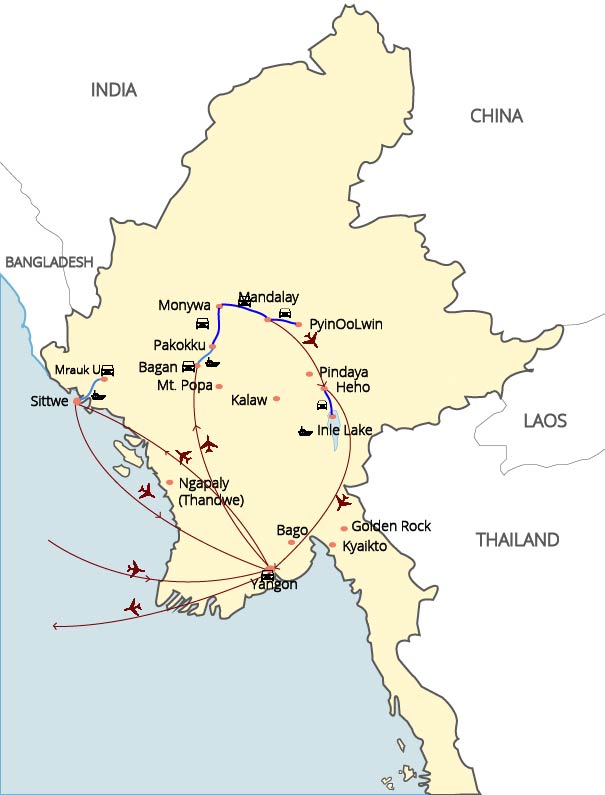 INDIA
CHINA
BANGLADESH
Mandalay
Monywa
PyinOoLwin
Pakokku
Bagan
Mrauk U
Pindaya
Mt. Popa
Heho
Sittwe
Kalaw
LAOS
Inle Lake
Ngapaly
(Thandwe)
Golden Rock
Bago
THAILAND
Kyaikto
Yangon